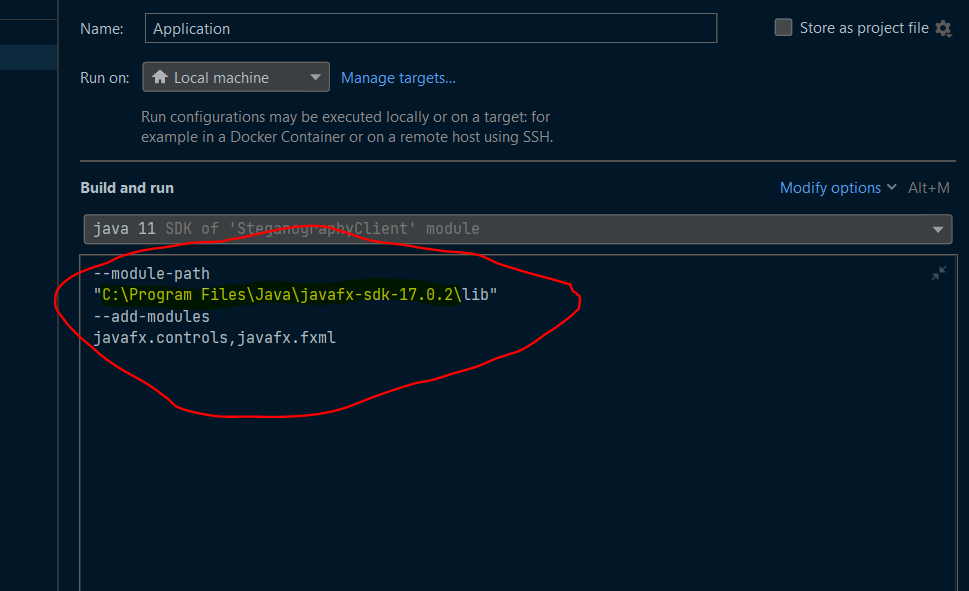 Name: Application Store as project file
Run on: Local machine Manage targets...
Run configurations may be executed locally or on a target: for
example in a Docker Container or on a remote host using SSH.
Build and run Modify options Alt+M
java 11 SDK of 'SteganographyClient' module
--module-path
"C:\Program Files\Java\javafx-sdk-17.0.2\lib"
--add-modules
javafx.controls,javafx.fxml